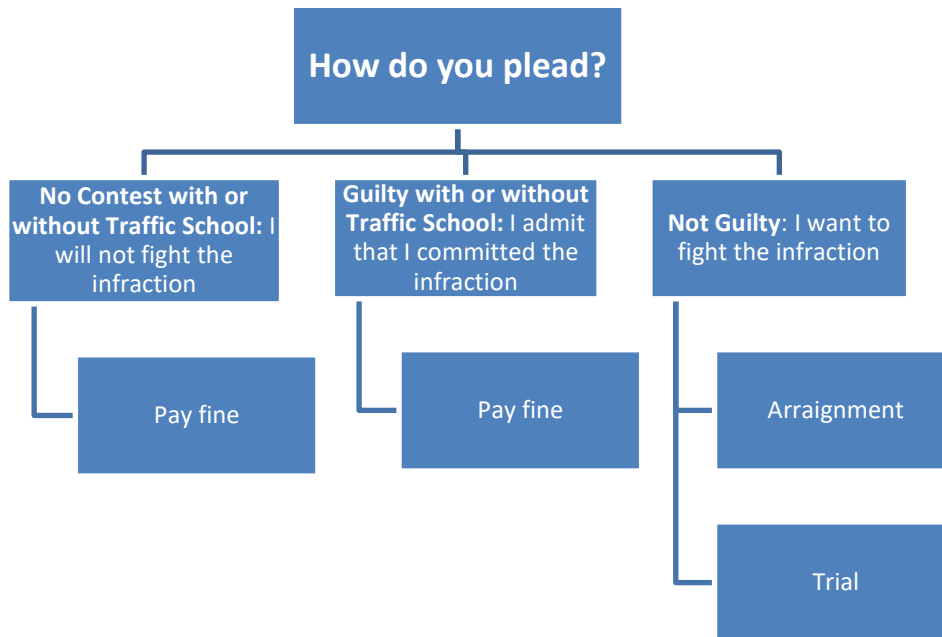 How do you plead?
No Contest with or
without Traffic School: I
will not fight the
infraction
Guilty with or without
Traffic School: I admit
that I committed the
infraction
Not Guilty: I want to
fight the infraction
Pay fine
Pay fine
Arraignment
Trial